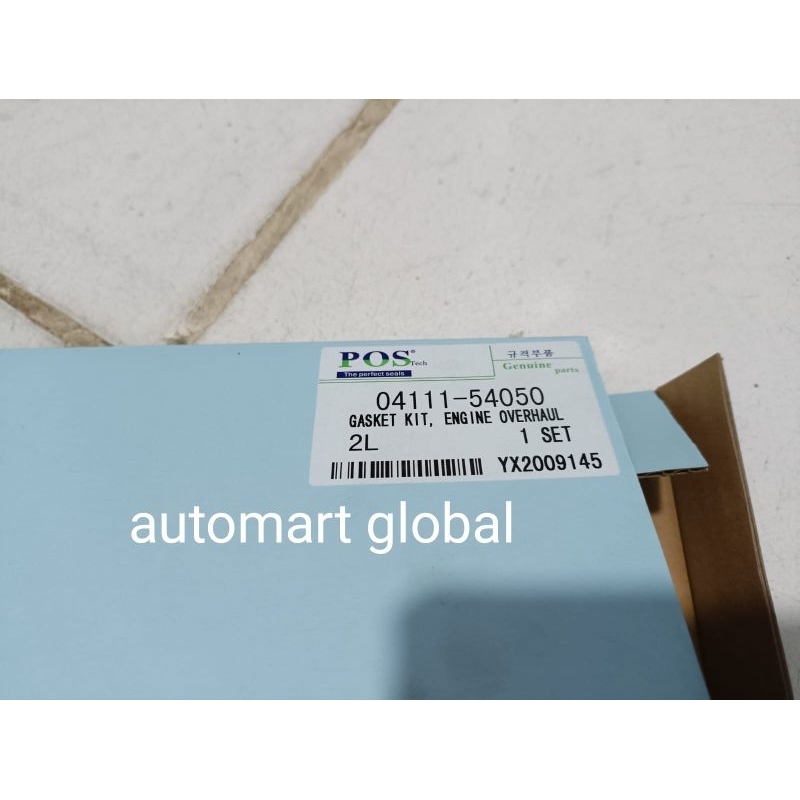 POS® Tech
The perfect seals
규격부품
Genuine parts
04111-54050
GASKET KIT, ENGINE OVERHAUL
2L 1 SET
YX2009145
automart global